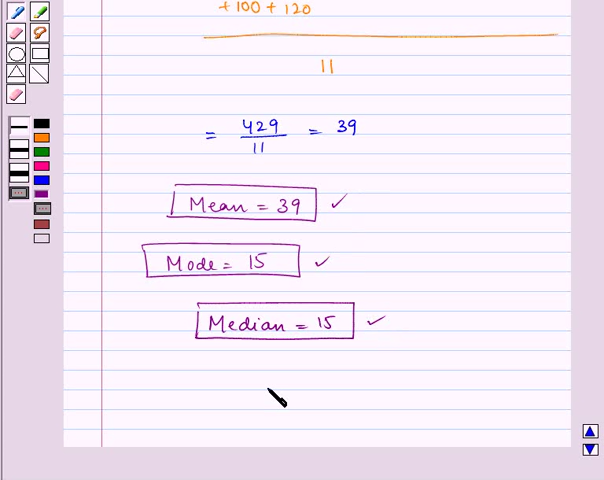 + 100 + 120
11
= 429/11 = 39
Mean = 39 ✓
Mode = 15 ✓
Median = 15 ✓